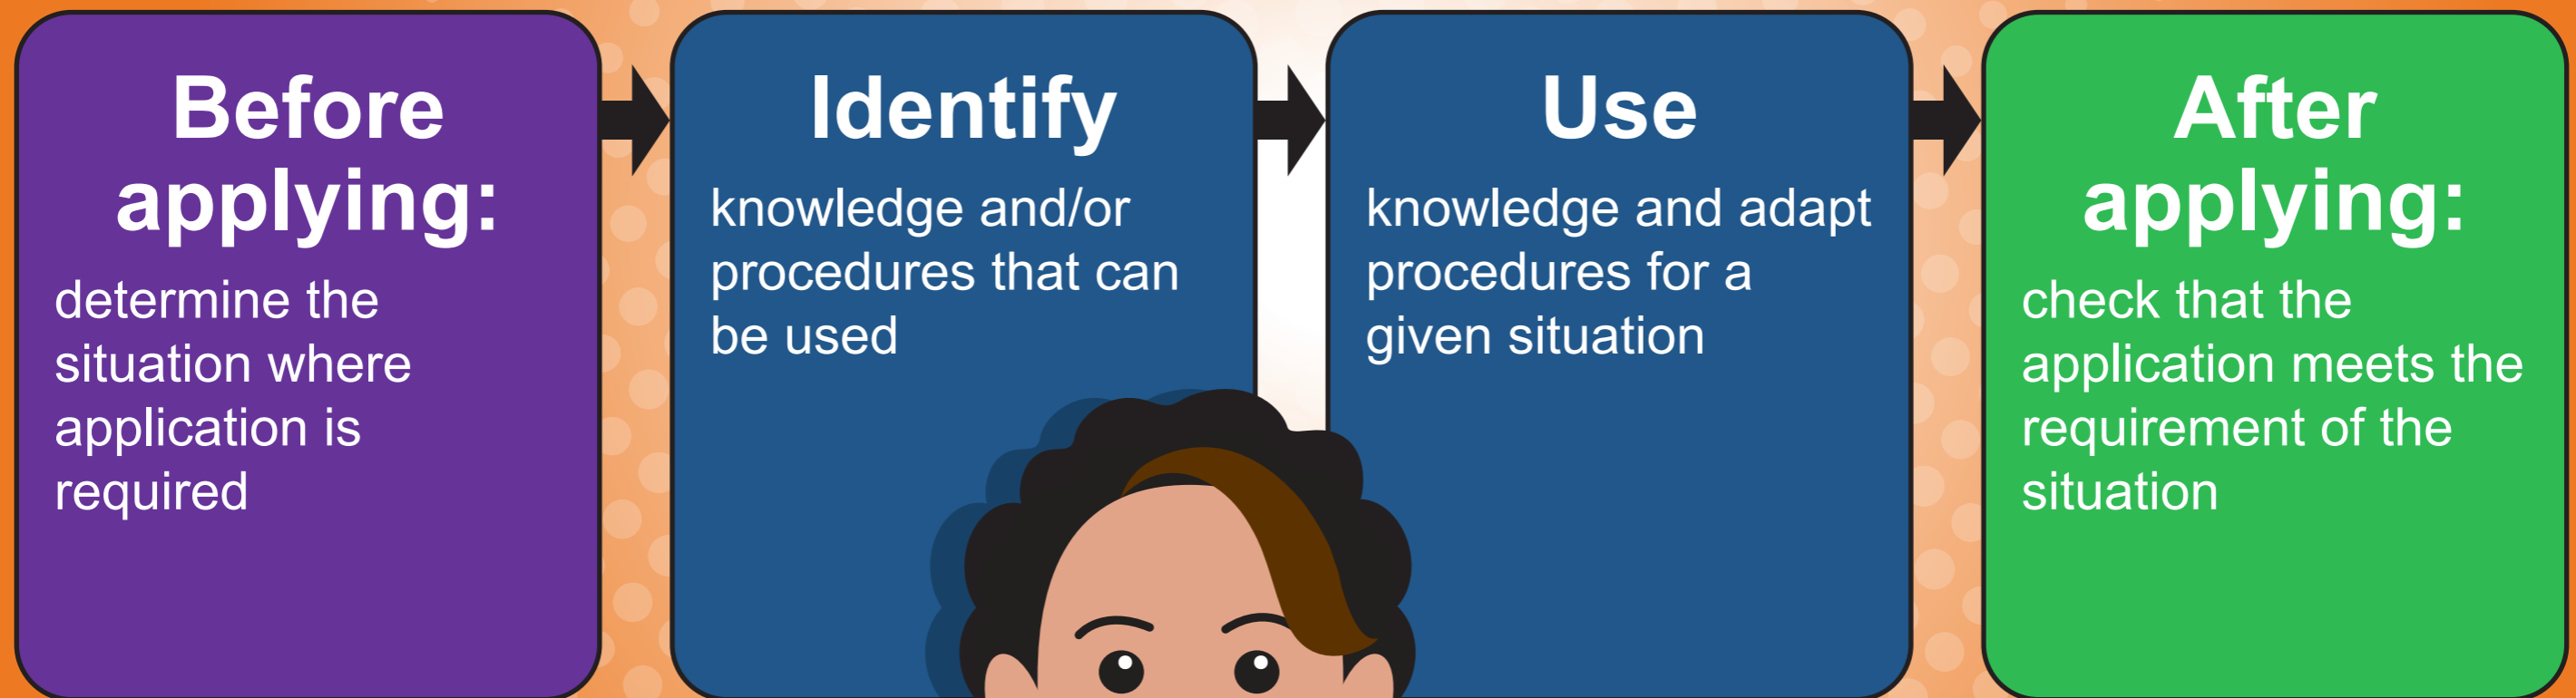 Before
applying:
determine the
situation where
application is
required
Identify
knowledge and/or
procedures that can
be used
Use
knowledge and adapt
procedures for a
given situation
After
applying:
check that the
application meets the
requirement of the
situation